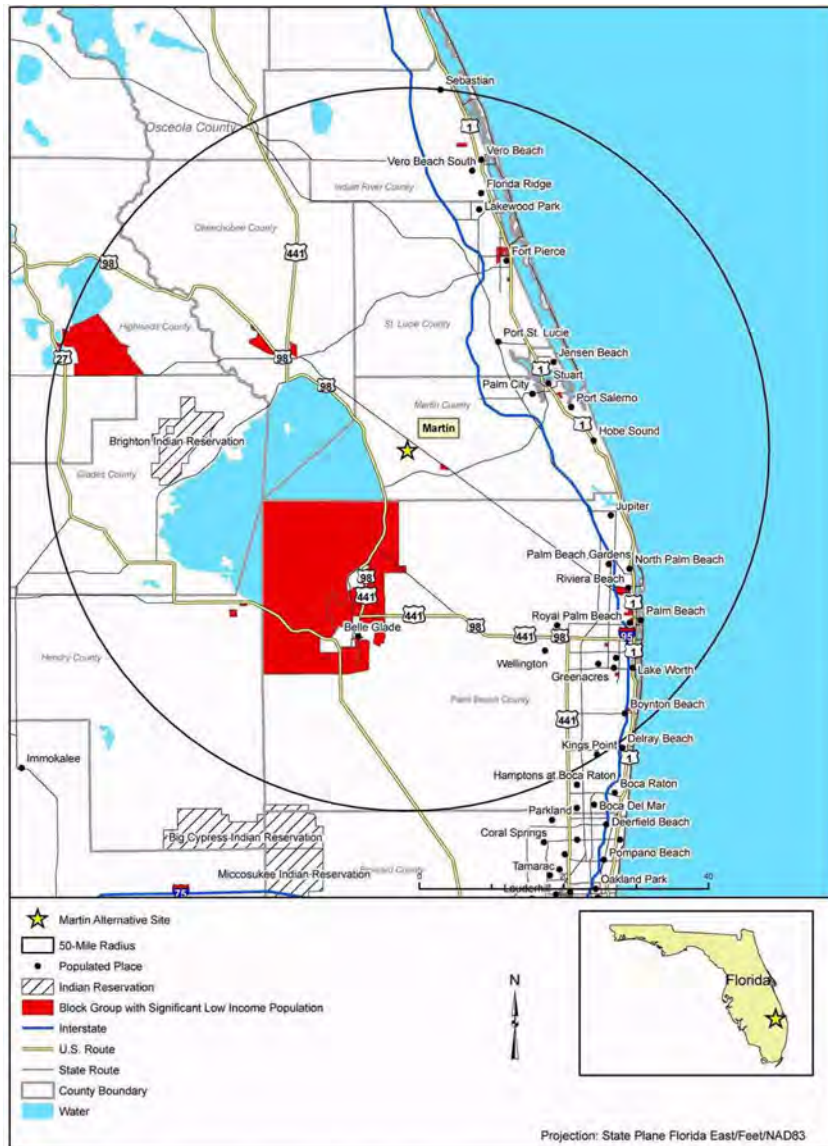 Sebastian
Osceola County
1
Vero Beach
Vero Beach South
Indian River County
Florida Ridge
Lakewood Park
Okeechobee County
441
98
Fort Pierce
Highlands County
St. Lucie County
Port St. Lucie
27
98
Jensen Beach
98
1
Stuart
Palm City
Port Salerno
Martin County
Martin
1
Hobe Sound
Brighton Indian Reservation
Glades County
Jupiter
Palm Beach Gardens
North Palm Beach
98
Riviera Beach
441
1
441
98
Royal Palm Beach
Palm Beach
Belle Glade
441
98
95
1
Hendry County
Wellington
Lake Worth
Greenacres
Palm Beach County
Boynton Beach
441
Kings Point
Delray Beach
1
Immokalee
Hamptons at Boca Raton
Boca Raton
Parkland
Boca Del Mar
Deerfield Beach
Big Cypress Indian Reservation
Coral Springs
Pompano Beach
Broward County
Tamarac
Miccosukee Indian Reservation
75
0
40
Oakland Park
Lauderhill
Martin Alternative Site
50-Mile Radius
Populated Place
Indian Reservation
Block Group with Significant Low Income Population
Interstate
U.S. Route
State Route
County Boundary
Water
N
Florida
Projection: State Plane Florida East/Feet/NAD83